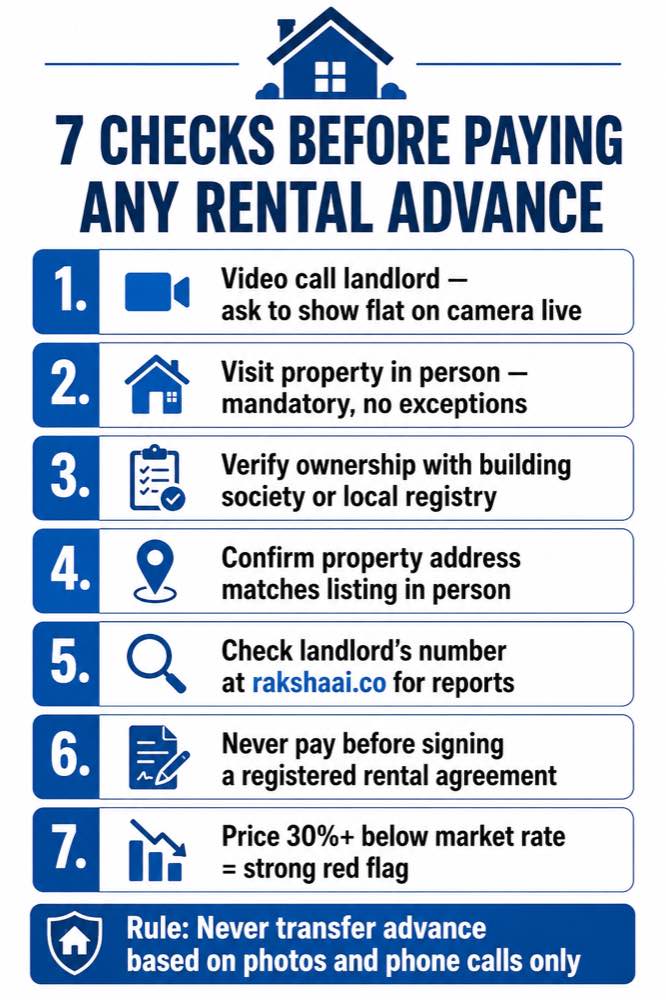 7 CHECKS BEFORE PAYING
ANY RENTAL ADVANCE
1.
Video call landlord —
ask to show flat on camera live
2.
Visit property in person —
mandatory, no exceptions
3.
Verify ownership with building
society or local registry
4.
Confirm property address
matches listing in person
5.
Check landlord's number
at rakshaai.co for reports
6.
Never pay before signing
a registered rental agreement
7.
Price 30%+ below market rate
= strong red flag
Rule: Never transfer advance
based on photos and phone calls only